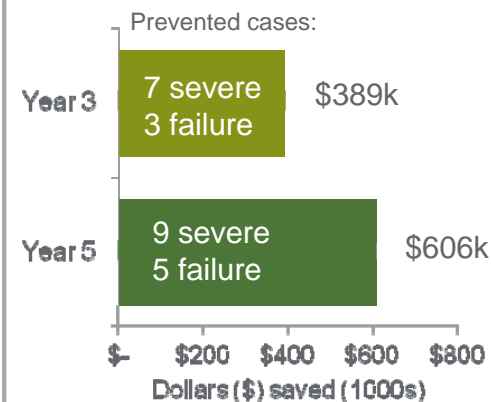 Prevented cases:
Year 3
7 severe
3 failure
$389k
Year 5
9 severe
5 failure
$606k
$- $200 $400 $600 $800
Dollars ($) saved (1000s)